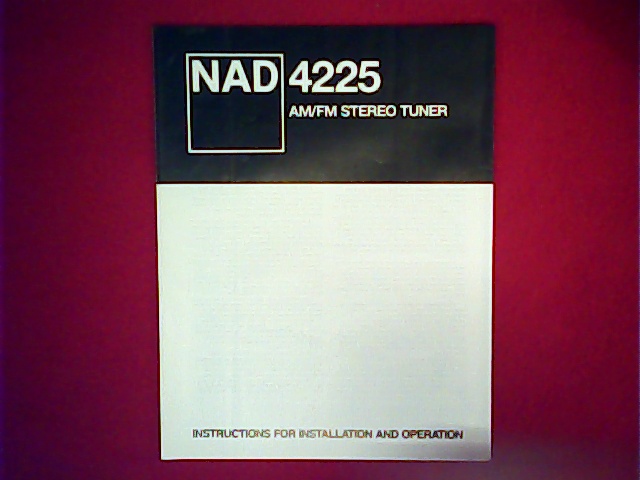 NAD 4225
AM/FM STEREO TUNER
INSTRUCTIONS FOR INSTALLATION AND OPERATION